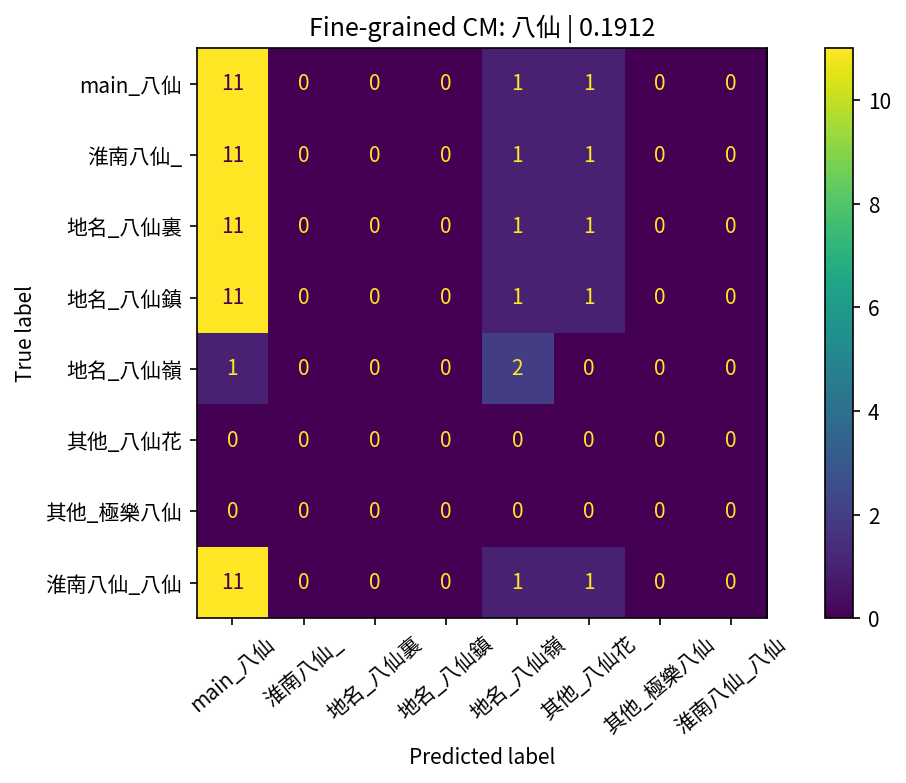 Fine-grained CM: 八仙 | 0.1912
True label
main_八仙 11 0 0 0 1 1 0 0
淮南八仙_ 11 0 0 0 1 1 0 0
地名_八仙裏 11 0 0 0 1 1 0 0
地名_八仙鎮 11 0 0 0 1 1 0 0
地名_八仙嶺 1 0 0 0 2 0 0 0
其他_八仙花 0 0 0 0 0 0 0 0
其他_極樂八仙 0 0 0 0 0 0 0 0
淮南八仙_八仙 11 0 0 0 1 1 0 0
main_八仙 淮南八仙_ 地名_八仙裏 地名_八仙鎮 地名_八仙嶺 其他_八仙花 其他_極樂八仙 淮南八仙_八仙
Predicted label
10
8
6
4
2
0